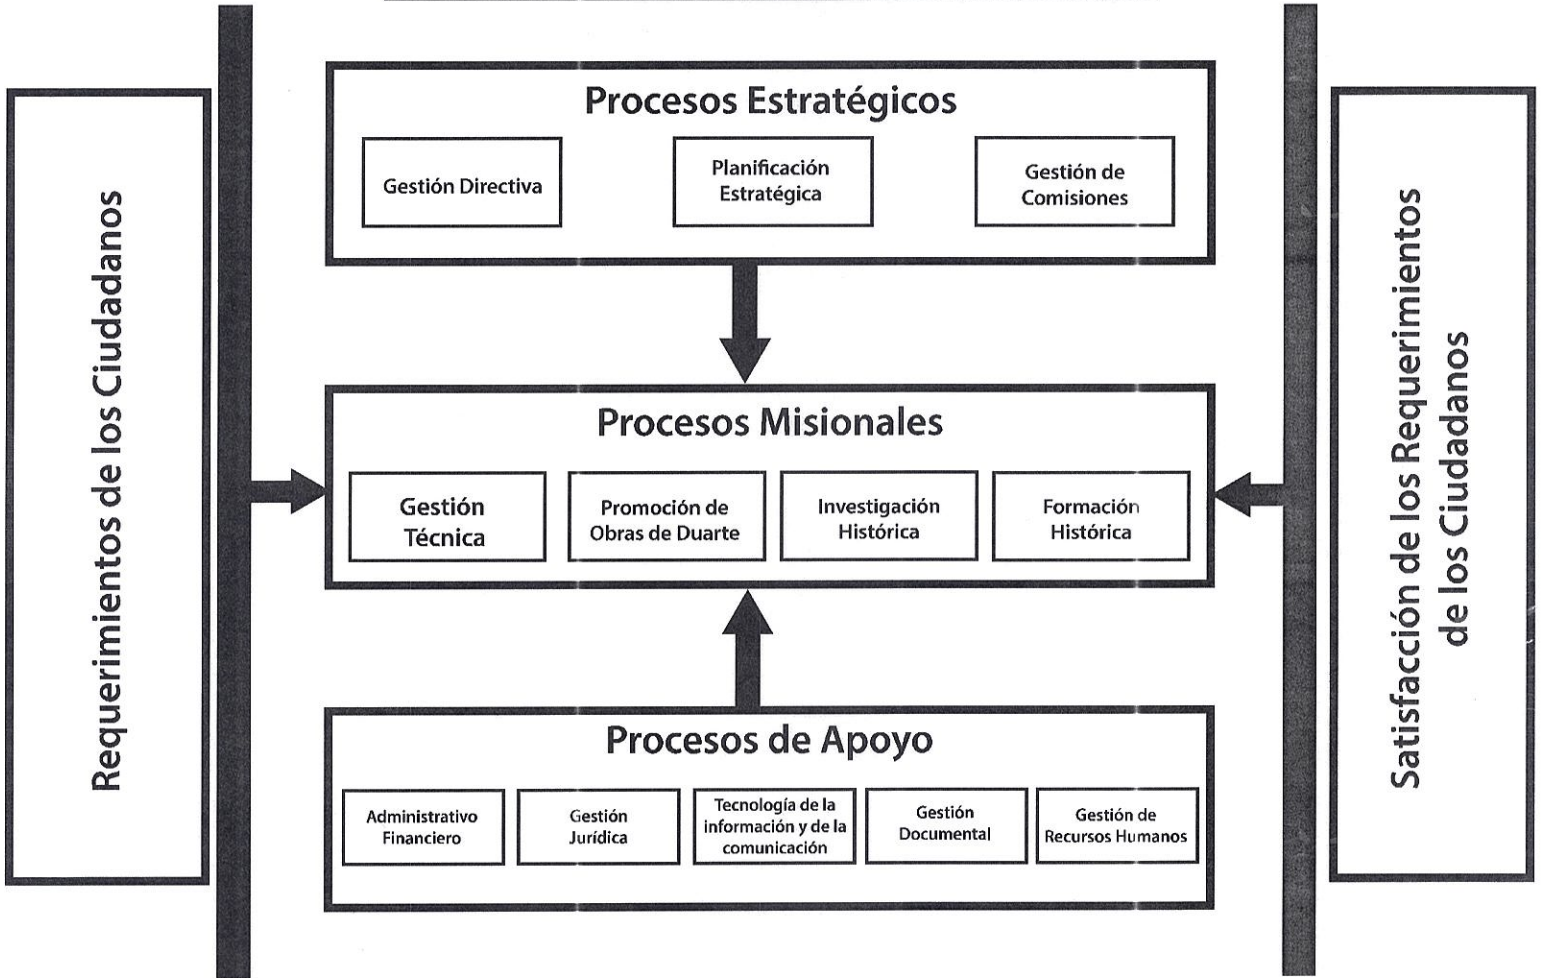 Requerimientos de los Ciudadanos
Procesos Estratégicos
Gestión Directiva
Planificación
Estratégica
Gestión de
Comisiones
Procesos Misionales
Gestión
Técnica
Promoción de
Obras de Duarte
Investigación
Histórica
Formación
Histórica
Procesos de Apoyo
Administrativo
Financiero
Gestión
Jurídica
Tecnología de la
información y de la
comunicación
Gestión
Documental
Gestión de
Recursos Humanos
Satisfacción de los Requerimientos
de los Ciudadanos